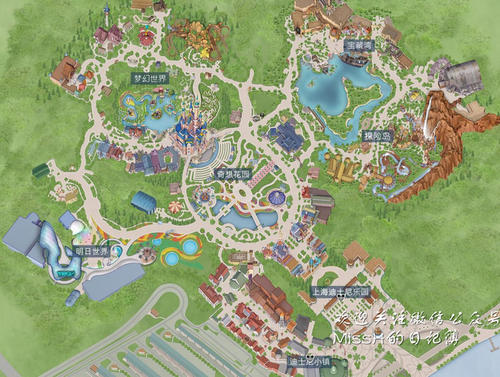 宝藏湾
梦幻世界
探险岛
奇想花园
明日世界
上海迪士尼乐园
欢迎关注微信公众号
MissH的日记簿
迪士尼小镇